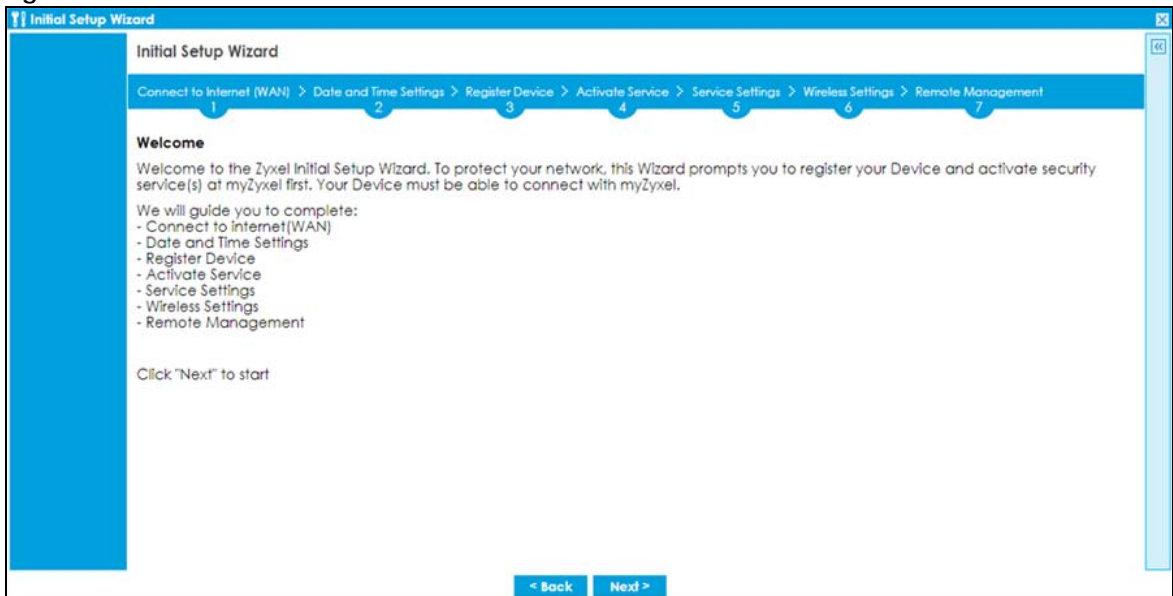 Initial Setup Wizard
Initial Setup Wizard
Connect to Internet (WAN) > Date and Time Settings > Register Device > Activate Service > Service Settings > Wireless Settings > Remote Management
1 2 3 4 5 6 7
Welcome
Welcome to the Zyxel Initial Setup Wizard. To protect your network, this Wizard prompts you to register your Device and activate security
service(s) at myZyxel first. Your Device must be able to connect with myZyxel.
We will guide you to complete:
- Connect to internet(WAN)
- Date and Time Settings
- Register Device
- Activate Service
- Service Settings
- Wireless Settings
- Remote Management
Click "Next" to start
< Back Next >